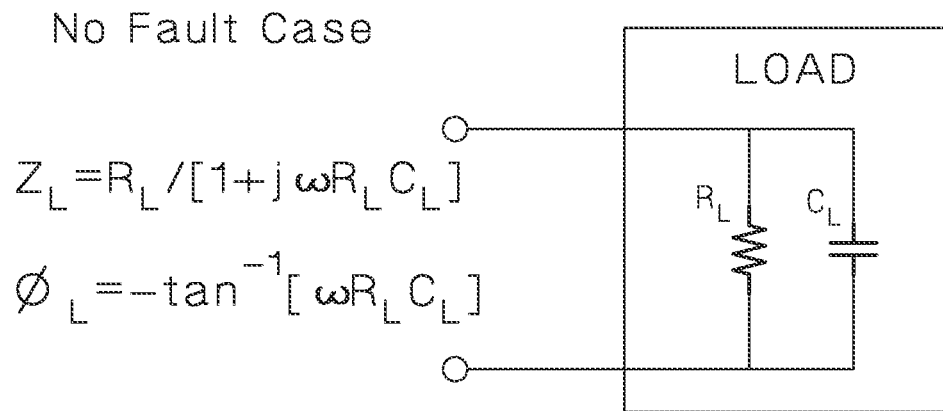 No Fault Case
LOAD
Z_L=R_L/[1+jωR_LC_L]
R_L
C_L
ø_L=-tan^-1[ωR_LC_L]